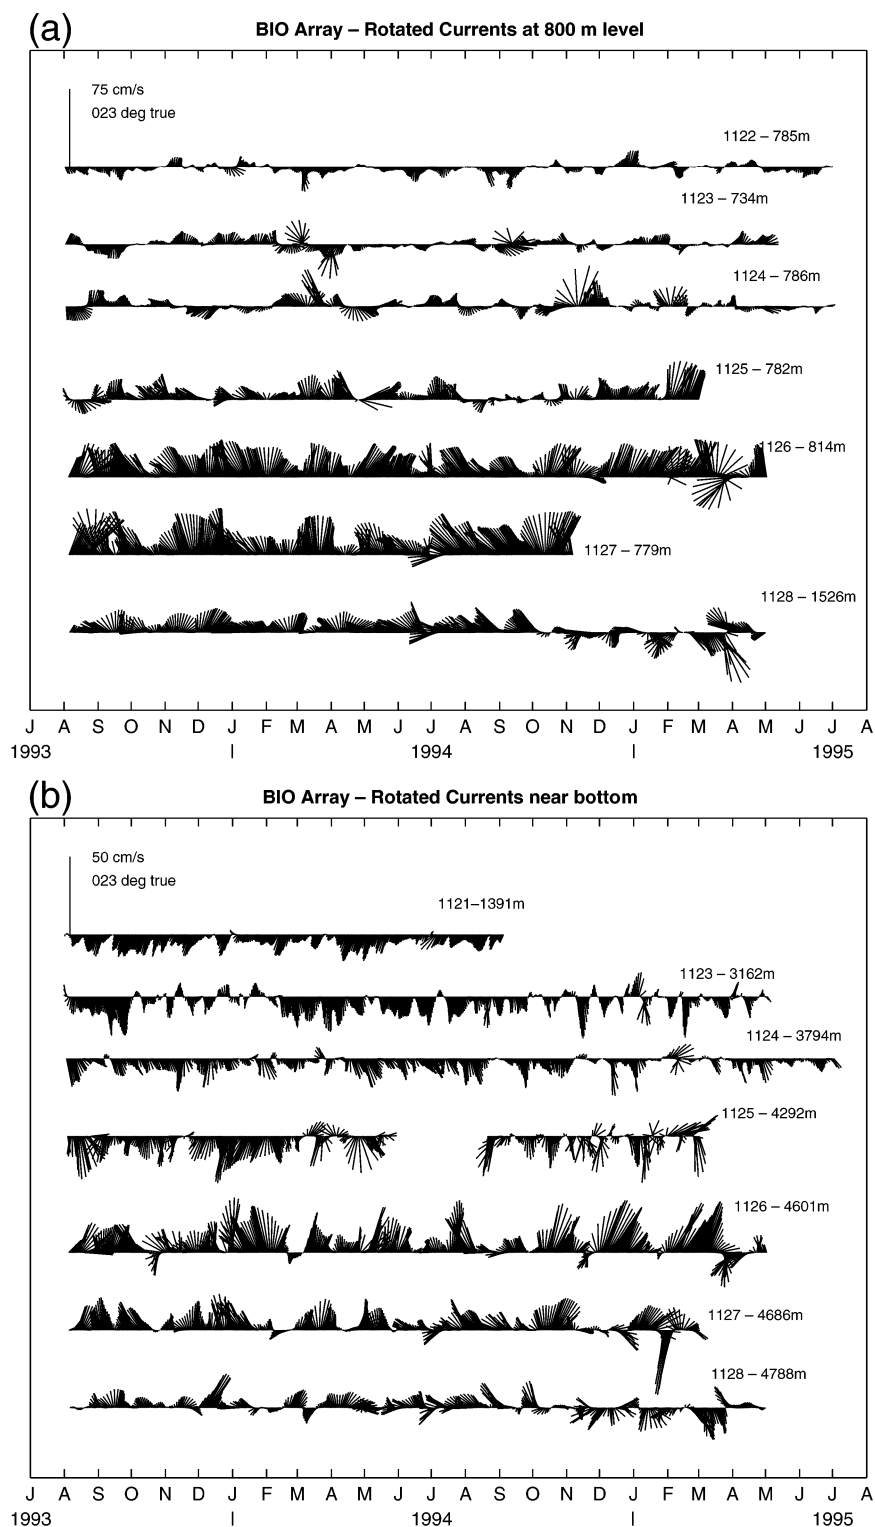 (a)
BIO Array – Rotated Currents at 800 m level
75 cm/s
023 deg true
1122 – 785m
1123 – 734m
1124 – 786m
1125 – 782m
1126 – 814m
1127 – 779m
1128 – 1526m
J A S O N D J F M A M J J A S O N D J F M A M J J A
1993 | 1994 | 1995
(b)
BIO Array – Rotated Currents near bottom
50 cm/s
023 deg true
1121–1391m
1123 – 3162m
1124 – 3794m
1125 – 4292m
1126 – 4601m
1127 – 4686m
1128 – 4788m
J A S O N D J F M A M J J A S O N D J F M A M J J A
1993 | 1994 | 1995